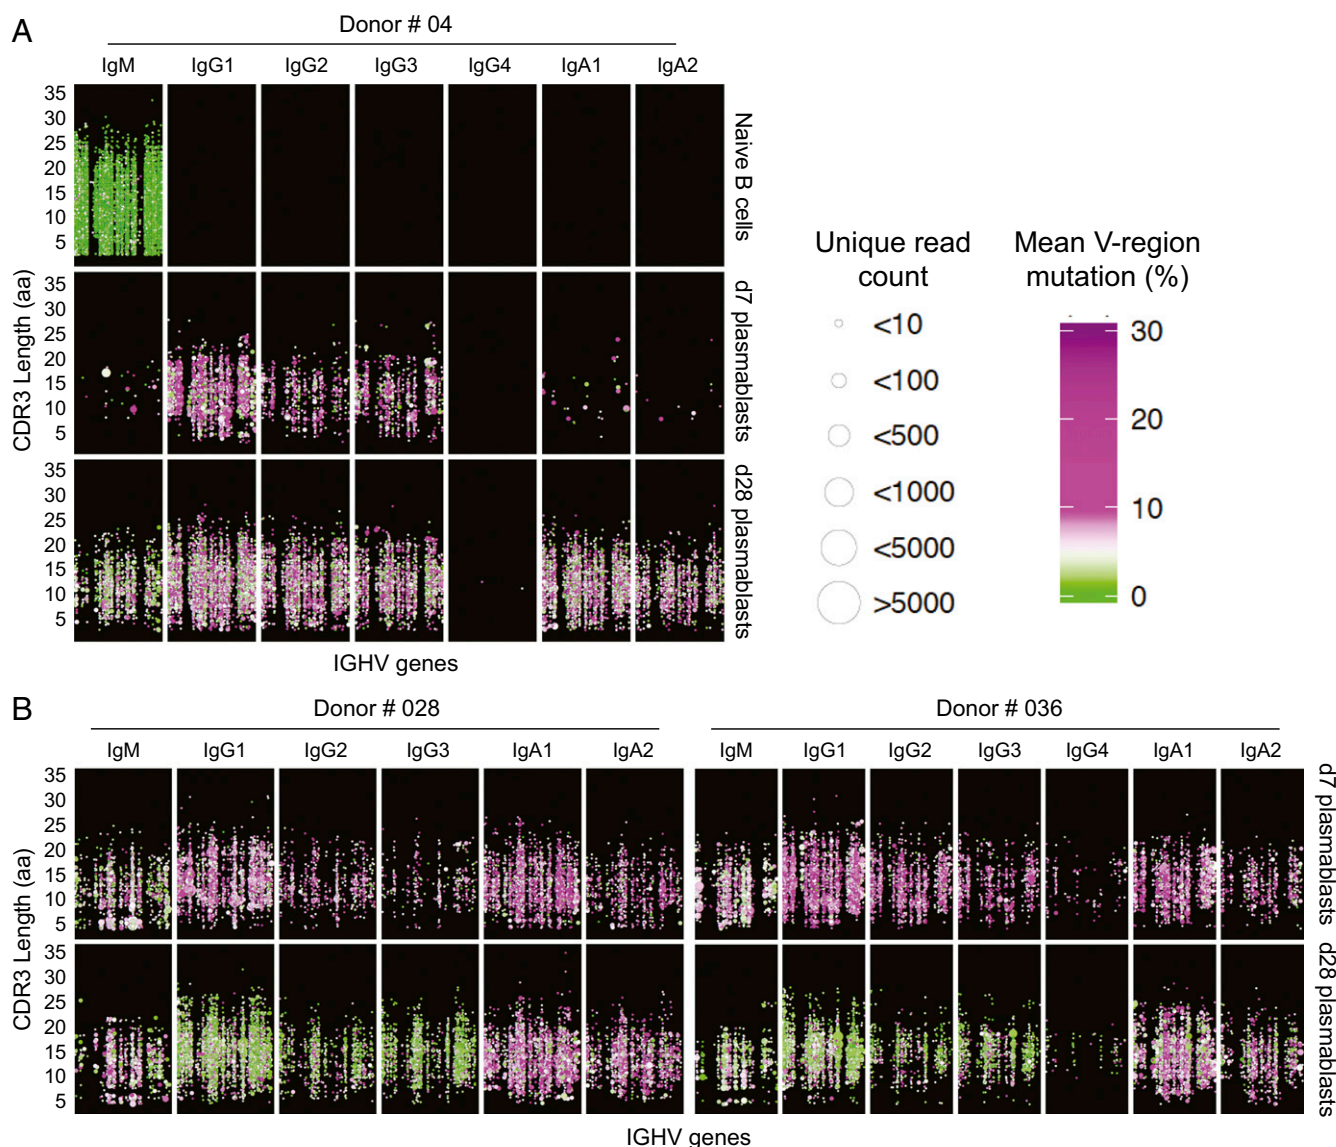 A
Donor # 04
IgM IgG1 IgG2 IgG3 IgG4 IgA1 IgA2
35
30
25
20
15
10
5
Naive B cells
35
30
25
20
15
10
5
d7 plasmablasts
35
30
25
20
15
10
5
d28 plasmablasts
CDR3 Length (aa)
IGHV genes
Unique read
count
<10
<100
<500
<1000
<5000
>5000
Mean V-region
mutation (%)
30
20
10
0
B
Donor # 028
Donor # 036
IgM IgG1 IgG2 IgG3 IgA1 IgA2
IgM IgG1 IgG2 IgG3 IgG4 IgA1 IgA2
35
30
25
20
15
10
5
d7 plasmablasts
35
30
25
20
15
10
5
d28 plasmablasts
CDR3 Length (aa)
IGHV genes